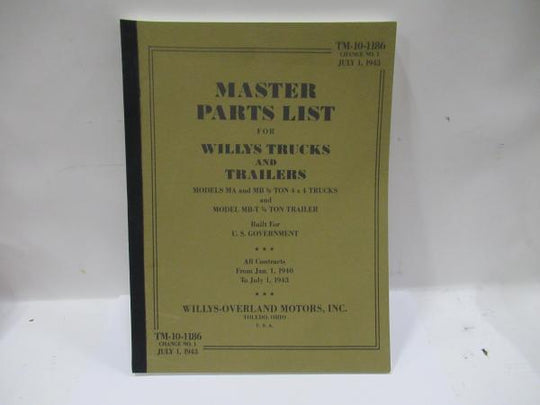 TM-10-1186
CHANGE NO. 1
JULY 1, 1943
MASTER
PARTS LIST
FOR
WILLYS TRUCKS
AND
TRAILERS
MODELS MA and MB ¼ TON 4 x 4 TRUCKS
and
MODEL MB-T ¼ TON TRAILER
Built For
U. S. GOVERNMENT
★ ★ ★
All Contracts
From Jan. 1, 1940
To July 1, 1943
★ ★ ★
WILLYS-OVERLAND MOTORS, INC.
TOLEDO, OHIO
U. S. A.
TM-10-1186
CHANGE NO. 1
JULY 1, 1943